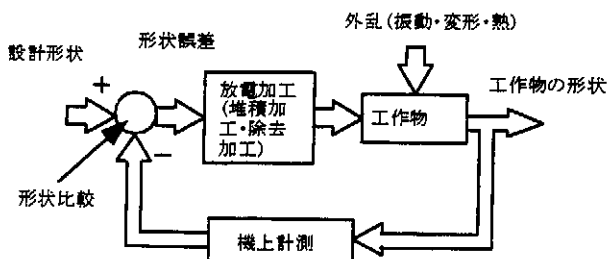 外乱(振動・変形・熱)
設計形状
形状誤差
工作物の形状
+
放電加工
(堆積加
工・除去
加工)
工作物
−
形状比較
機上計測